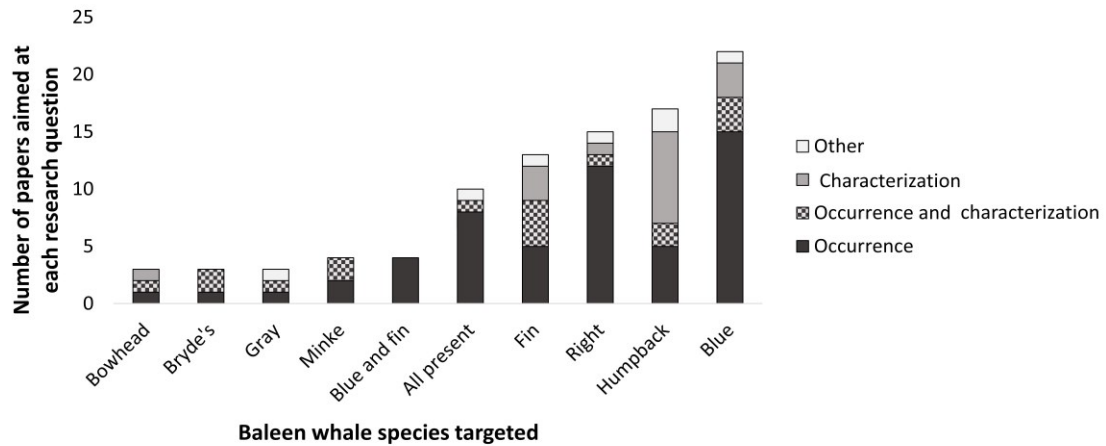 25
20
15
10
5
0
Number of papers aimed at
each research question
Bowhead
Bryde's
Gray
Minke
Blue and fin
All present
Fin
Right
Humpback
Blue
Baleen whale species targeted
Other
Characterization
Occurrence and characterization
Occurrence